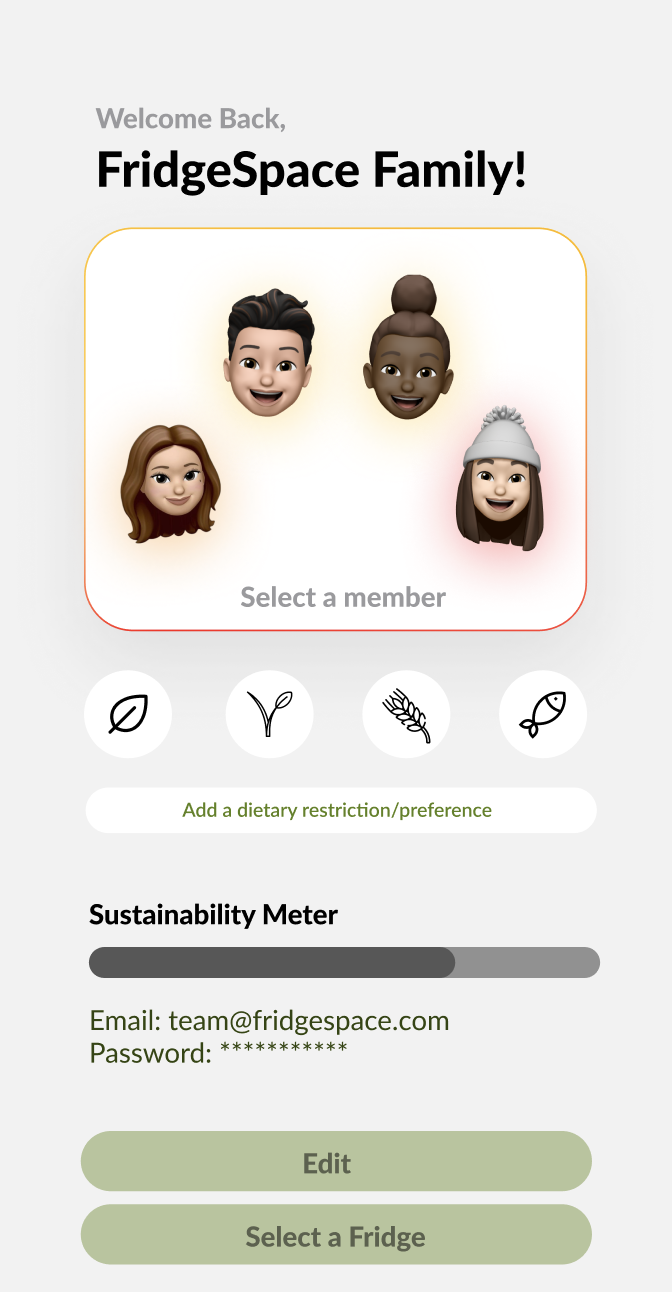 Welcome Back,
FridgeSpace Family!
Select a member
Add a dietary restriction/preference
Sustainability Meter
Email: team@fridgespace.com
Password: ***********
Edit
Select a Fridge